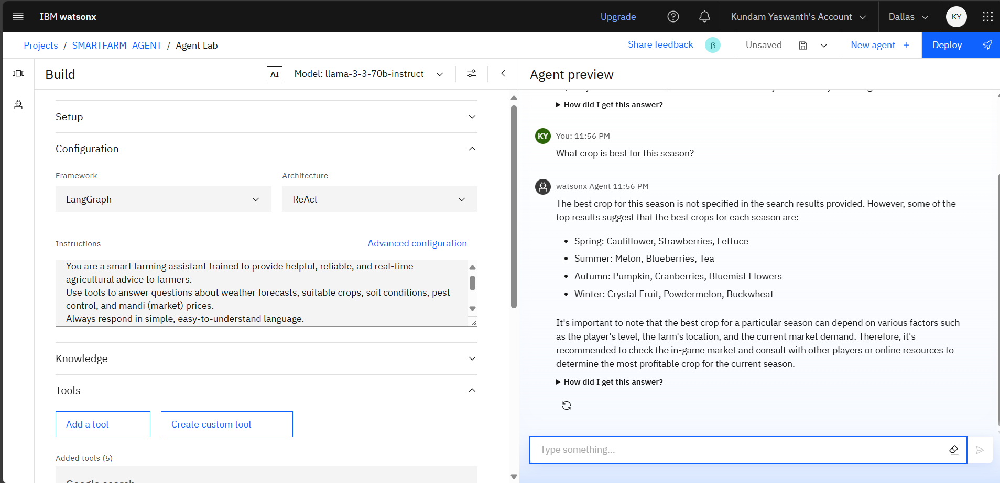 IBM watsonx
Upgrade
Kundam Yaswanth's Account
Dallas
KY
Projects / SMARTFARM_AGENT / Agent Lab
Share feedback
β
Unsaved
New agent +
Deploy
Build
AI
Model: llama-3-3-70b-instruct
Setup
Configuration
Framework
Architecture
LangGraph
ReAct
Instructions
Advanced configuration
You are a smart farming assistant trained to provide helpful, reliable, and real-time
agricultural advice to farmers.
Use tools to answer questions about weather forecasts, suitable crops, soil conditions, pest
control, and mandi (market) prices.
Always respond in simple, easy-to-understand language.
Knowledge
Tools
Add a tool
Create custom tool
Added tools (5)
Google search
Agent preview
How did I get this answer?
KY
You: 11:56 PM
What crop is best for this season?
watsonx Agent 11:56 PM
The best crop for this season is not specified in the search results provided. However, some of the
top results suggest that the best crops for each season are:
• Spring: Cauliflower, Strawberries, Lettuce
• Summer: Melon, Blueberries, Tea
• Autumn: Pumpkin, Cranberries, Bluemist Flowers
• Winter: Crystal Fruit, Powdermelon, Buckwheat
It's important to note that the best crop for a particular season can depend on various factors such
as the player's level, the farm's location, and the current market demand. Therefore, it's
recommended to check the in-game market and consult with other players or online resources to
determine the most profitable crop for the current season.
How did I get this answer?
Type something...